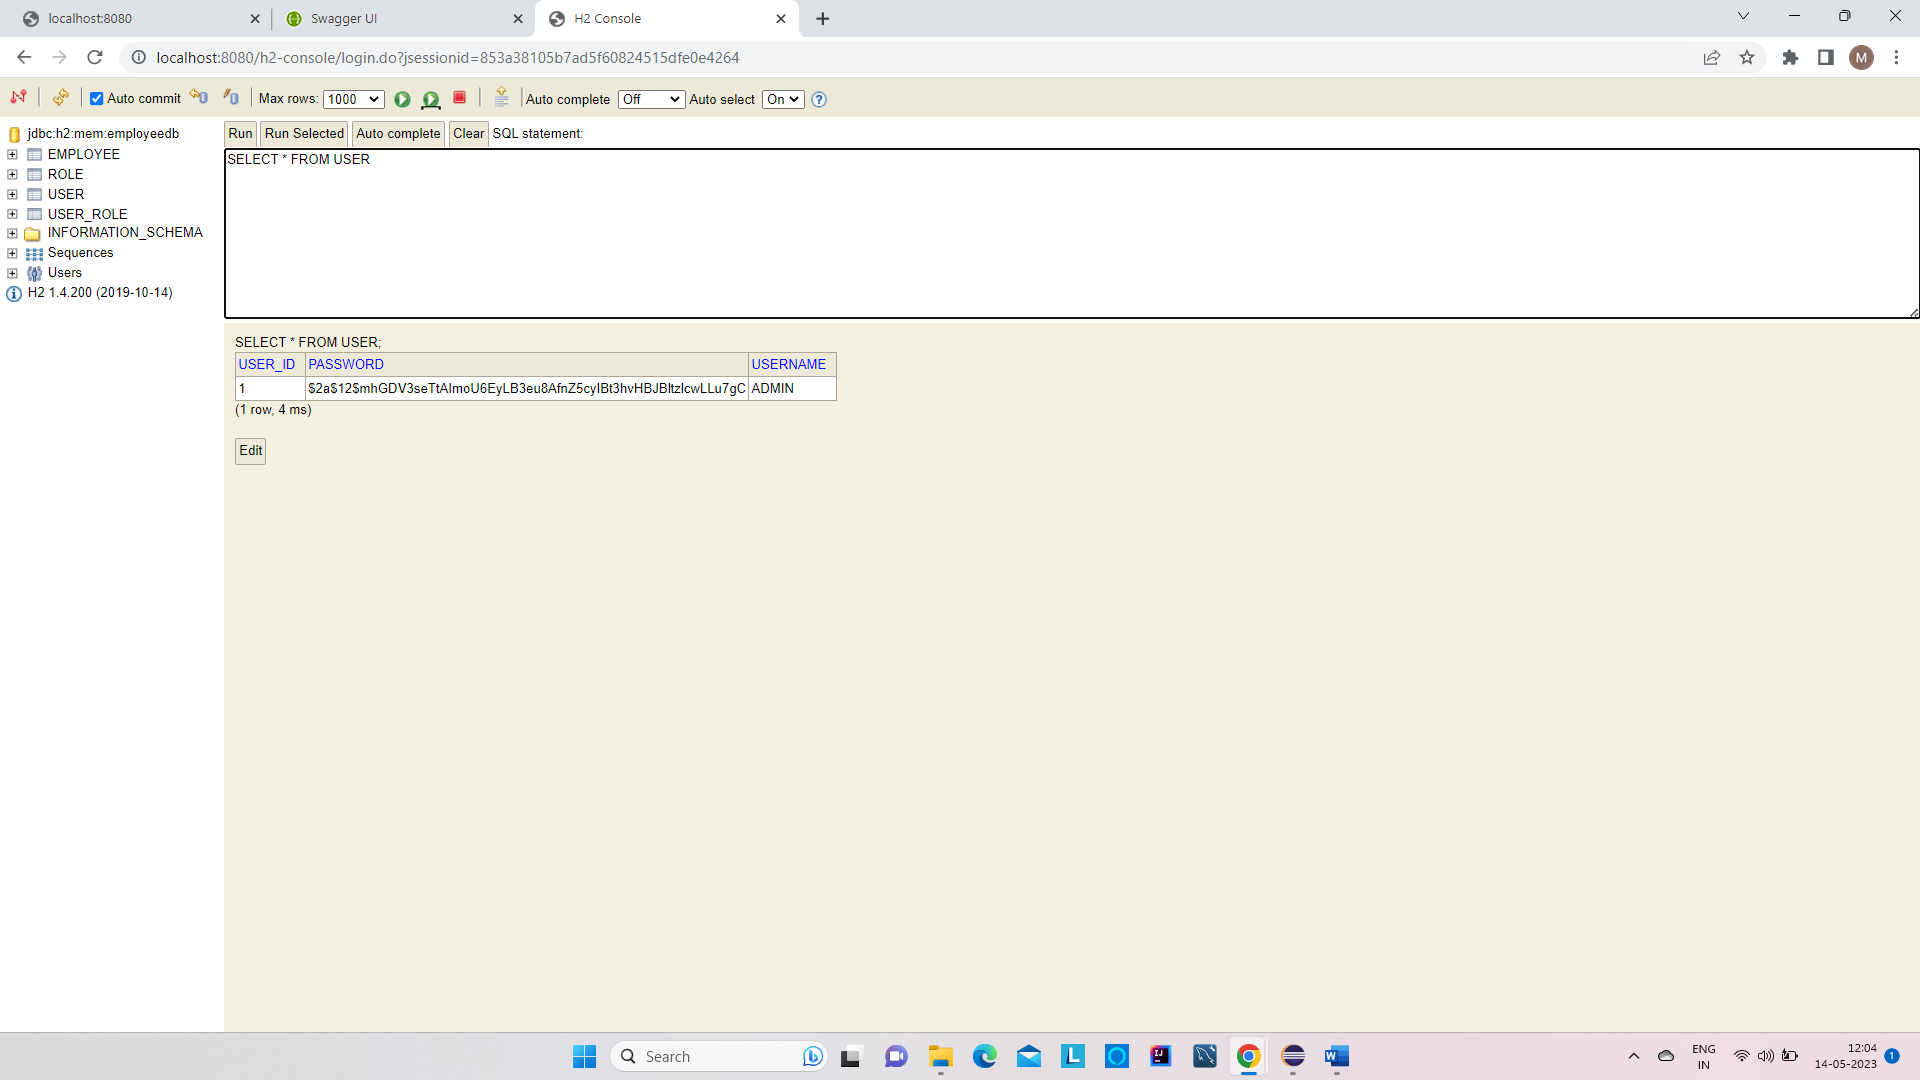 localhost:8080
Swagger UI
H2 Console
localhost:8080/h2-console/login.do?jsessionid=853a38105b7ad5f60824515dfe0e4264
M
Auto commit
Max rows: 1000
Auto complete Off
Auto select On
?
jdbc:h2:mem:employeedb
EMPLOYEE
ROLE
USER
USER_ROLE
INFORMATION_SCHEMA
Sequences
Users
H2 1.4.200 (2019-10-14)
Run Run Selected Auto complete Clear SQL statement:
SELECT * FROM USER
SELECT * FROM USER;
USER_ID PASSWORD USERNAME
1 $2a$12$mhGDV3seTtAlmoU6EyLB3eu8AfnZ5cyIBt3hvHBJBltzlcwLLu7gC ADMIN
(1 row, 4 ms)
Edit
Search
ENG
IN
12:04
14-05-2023
1